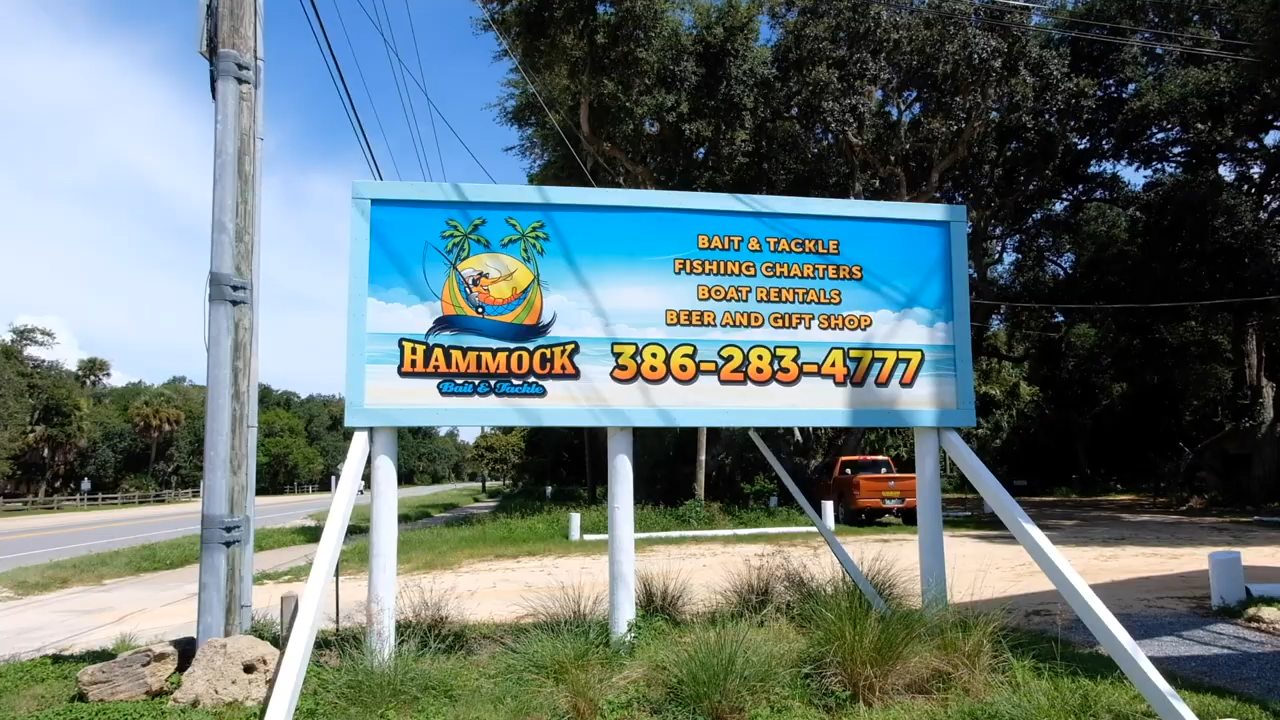 BAIT & TACKLE
FISHING CHARTERS
BOAT RENTALS
BEER AND GIFT SHOP
HAMMOCK
Bait & Tackle
386-283-4777